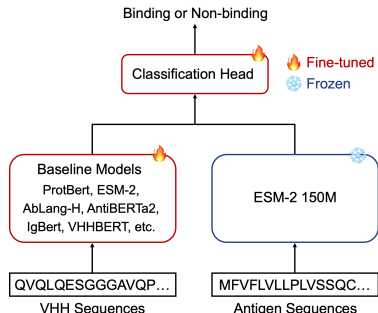 Binding or Non-binding
Classification Head
Fine-tuned
Frozen
Baseline Models
ProtBert, ESM-2,
AbLang-H, AntiBERTa2,
IgBert, VHHBERT, etc.
ESM-2 150M
QVQLQESGGGAVQP...
MFVFLVLLPLVSSQC...
VHH Sequences
Antigen Sequences